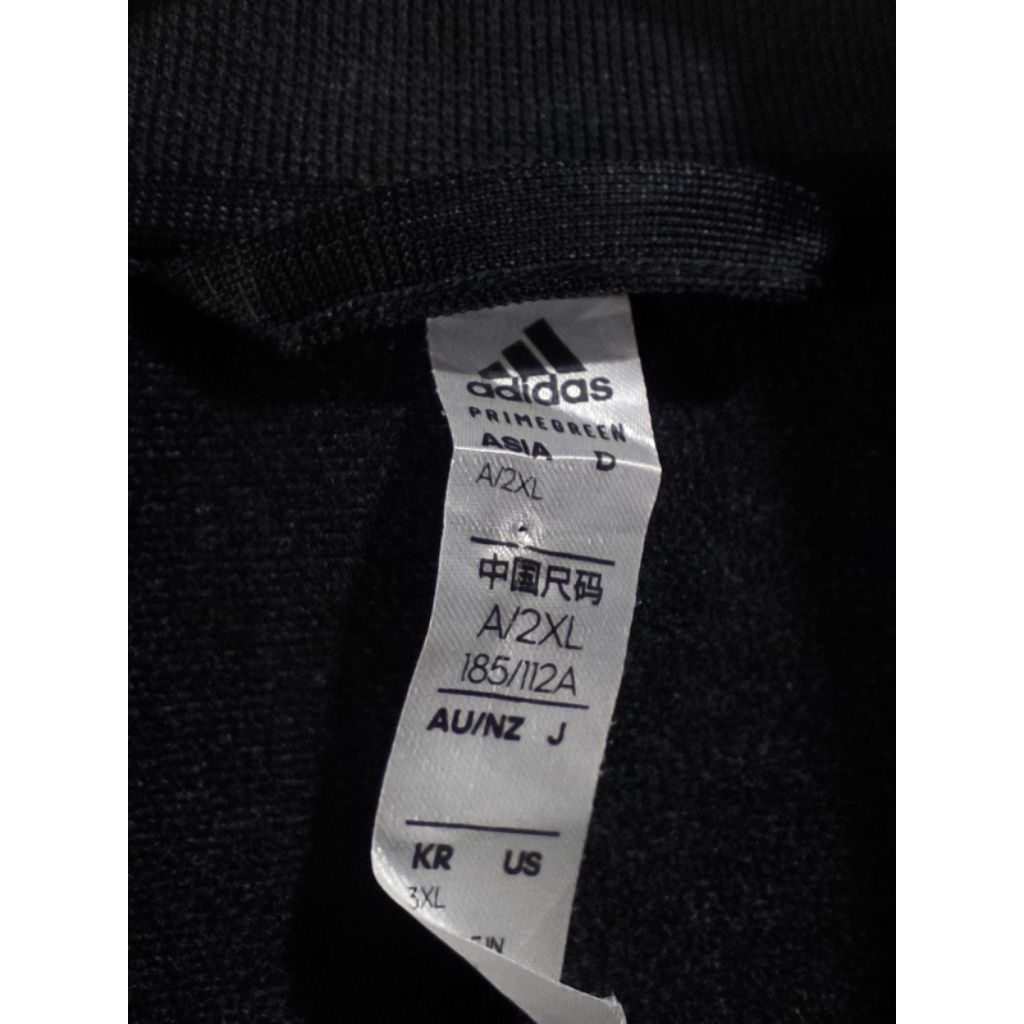 adidas
PRIMEGREEN
ASIA D
A/2XL
中国尺码
A/2XL
185/112A
AU/NZ J
KR US
3XL